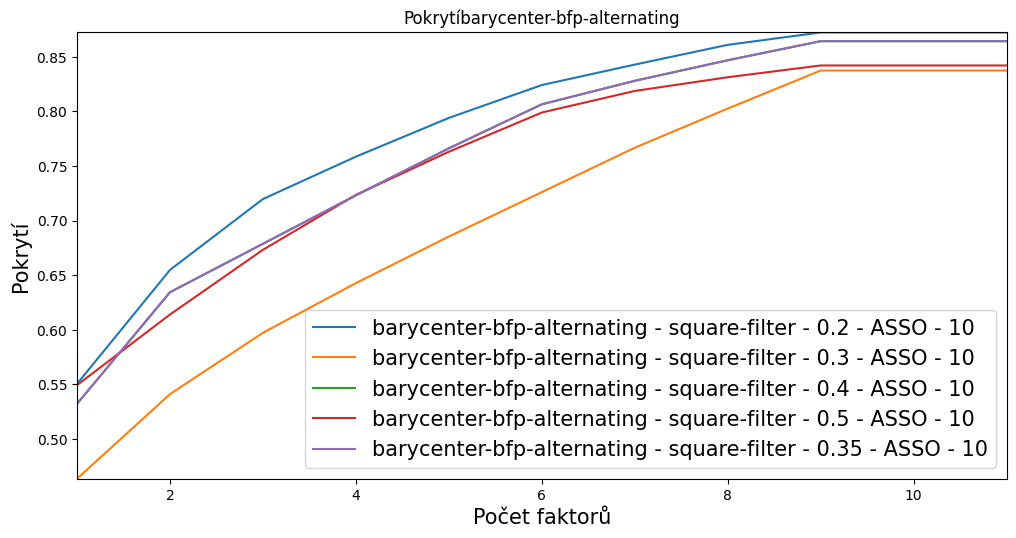 Pokrytíbarycenter-bfp-alternating
0.85
0.80
0.75
0.70
0.65
0.60
0.55
0.50
Pokrytí
barycenter-bfp-alternating - square-filter - 0.2 - ASSO - 10
barycenter-bfp-alternating - square-filter - 0.3 - ASSO - 10
barycenter-bfp-alternating - square-filter - 0.4 - ASSO - 10
barycenter-bfp-alternating - square-filter - 0.5 - ASSO - 10
barycenter-bfp-alternating - square-filter - 0.35 - ASSO - 10
2 4 6 8 10
Počet faktorů